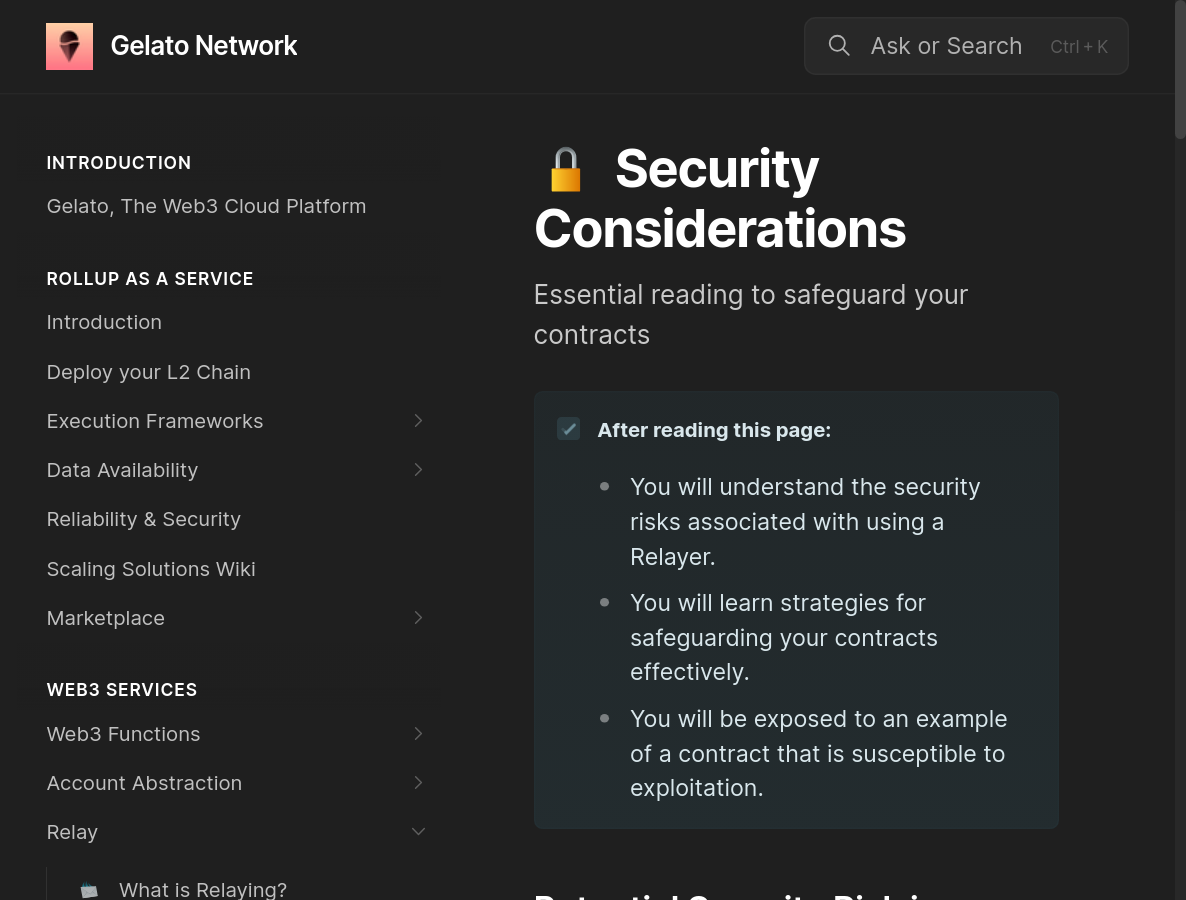 Gelato Network
Ask or Search Ctrl + K
INTRODUCTION
Gelato, The Web3 Cloud Platform
ROLLUP AS A SERVICE
Introduction
Deploy your L2 Chain
Execution Frameworks
Data Availability
Reliability & Security
Scaling Solutions Wiki
Marketplace
WEB3 SERVICES
Web3 Functions
Account Abstraction
Relay
What is Relaying?
Security
Considerations
Essential reading to safeguard your
contracts
After reading this page:
You will understand the security
risks associated with using a
Relayer.
You will learn strategies for
safeguarding your contracts
effectively.
You will be exposed to an example
of a contract that is susceptible to
exploitation.